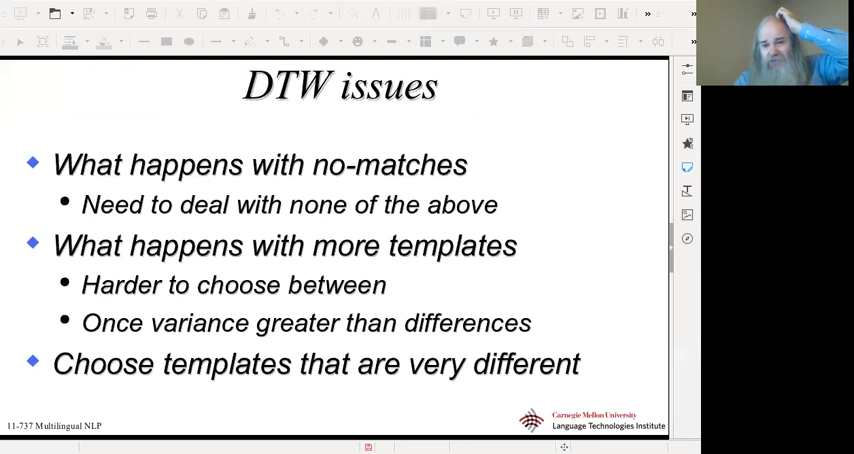 DTW issues
What happens with no-matches
Need to deal with none of the above
What happens with more templates
Harder to choose between
Once variance greater than differences
Choose templates that are very different
11-737 Multilingual NLP
Carnegie Mellon University
Language Technologies Institute